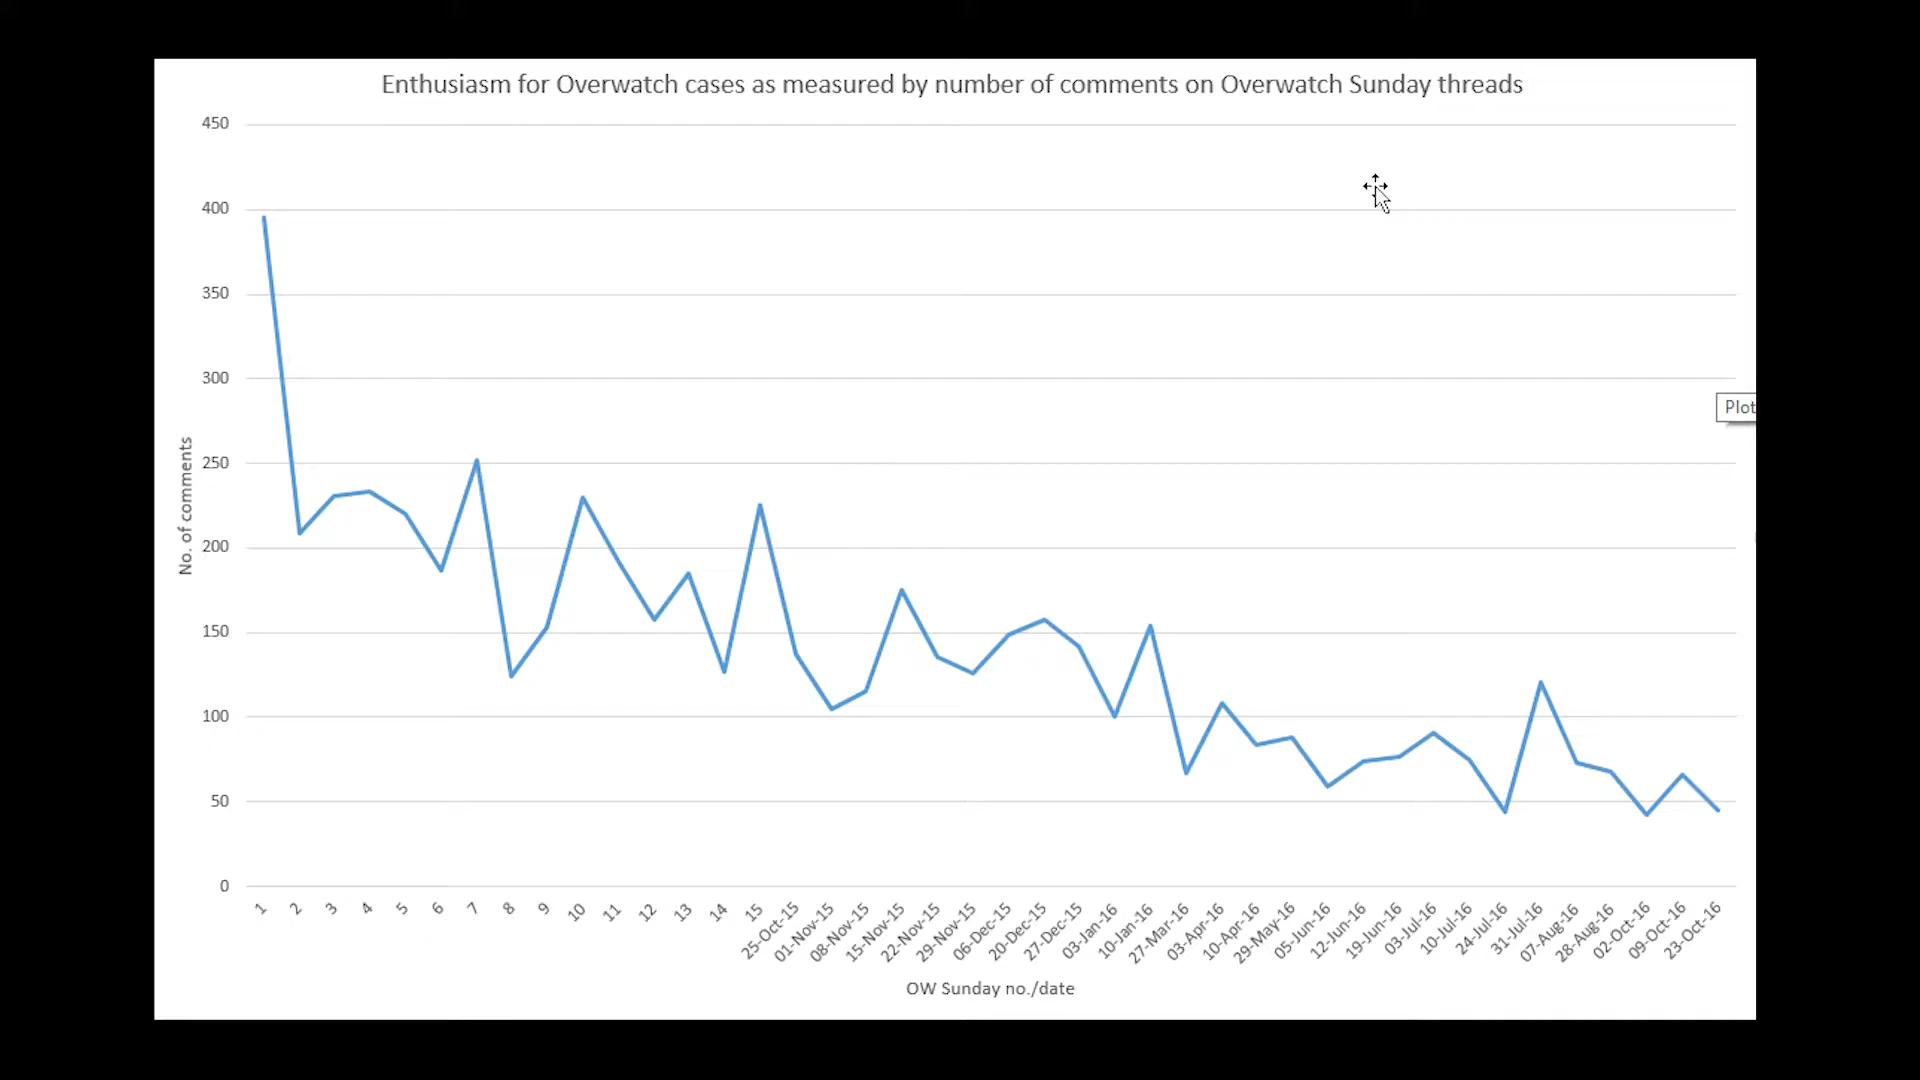 Enthusiasm for Overwatch cases as measured by number of comments on Overwatch Sunday threads
450
400
350
300
250
200
150
100
50
0
No. of comments
Plot
1
2
3
4
5
6
7
8
9
10
11
12
13
14
15
25-Oct-15
01-Nov-15
08-Nov-15
15-Nov-15
22-Nov-15
29-Nov-15
06-Dec-15
20-Dec-15
27-Dec-15
03-Jan-16
10-Jan-16
27-Mar-16
03-Apr-16
10-Apr-16
29-May-16
05-Jun-16
12-Jun-16
19-Jun-16
03-Jul-16
10-Jul-16
24-Jul-16
31-Jul-16
07-Aug-16
28-Aug-16
02-Oct-16
09-Oct-16
23-Oct-16
OW Sunday no./date